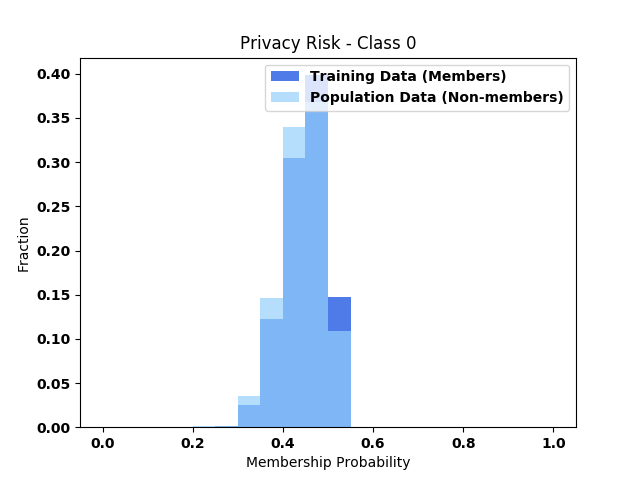 Privacy Risk - Class 0
Training Data (Members)
Population Data (Non-members)
0.40
0.35
0.30
0.25
0.20
0.15
0.10
0.05
0.00
Fraction
0.0 0.2 0.4 0.6 0.8 1.0
Membership Probability